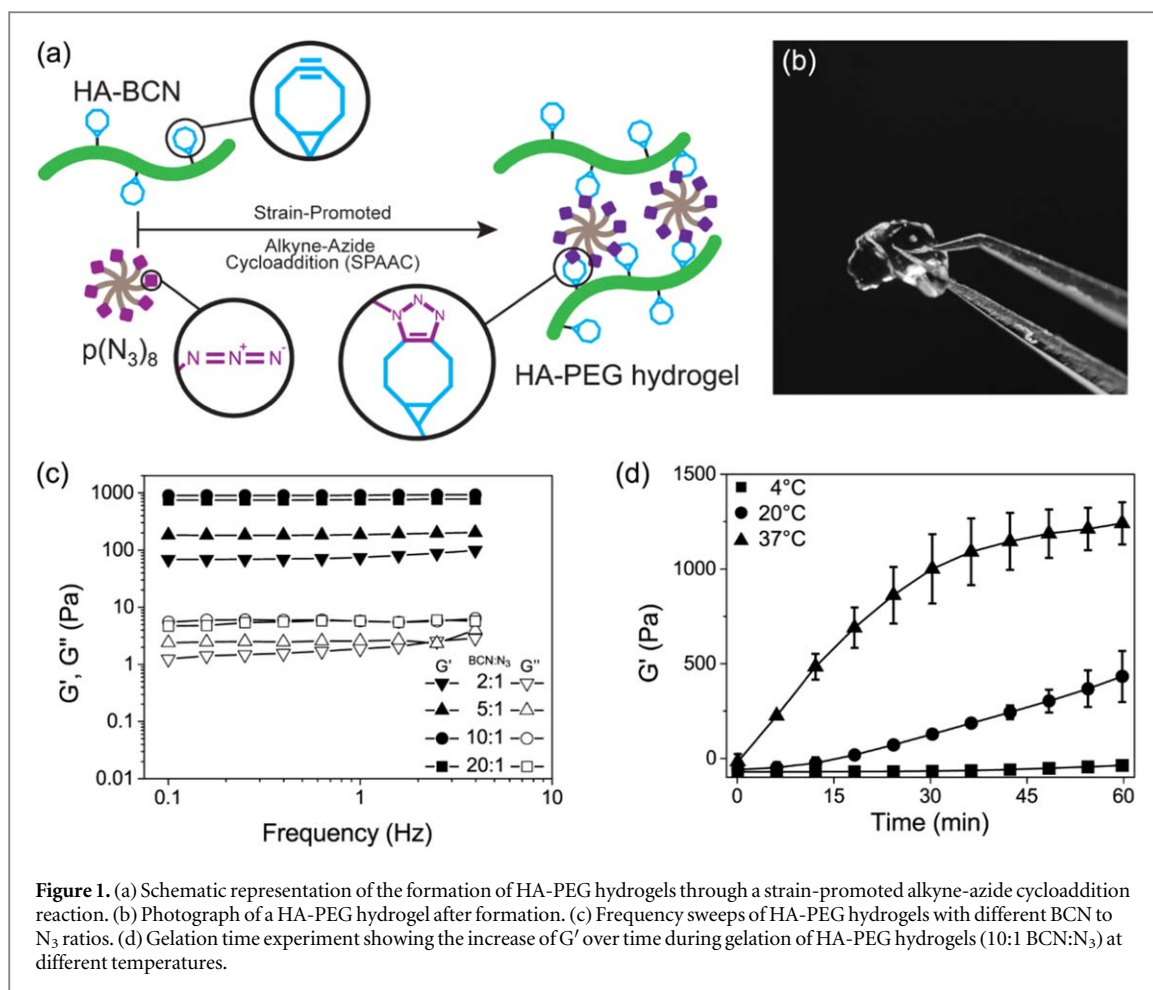 (a)
HA-BCN
Strain-Promoted
Alkyne-Azide
Cycloaddition (SPAAC)
p(N₃)₈
N=N⁺=N⁻
N
N
N
HA-PEG hydrogel
(b)
(c)
1000
100
10
1
0.1
0.01
G', G" (Pa)
0.1
1
10
Frequency (Hz)
G' BCN:N₃ G"
2:1
5:1
10:1
20:1
(d)
4°C
20°C
37°C
1500
1000
500
0
G' (Pa)
0
15
30
45
60
Time (min)
Figure 1. (a) Schematic representation of the formation of HA-PEG hydrogels through a strain-promoted alkyne-azide cycloaddition
reaction. (b) Photograph of a HA-PEG hydrogel after formation. (c) Frequency sweeps of HA-PEG hydrogels with different BCN to
N₃ ratios. (d) Gelation time experiment showing the increase of G′ over time during gelation of HA-PEG hydrogels (10:1 BCN:N₃) at
different temperatures.